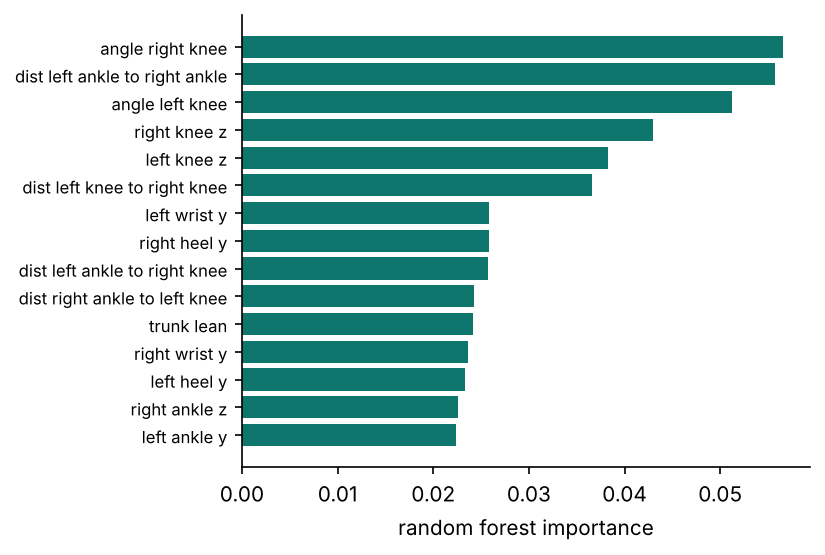 angle right knee
dist left ankle to right ankle
angle left knee
right knee z
left knee z
dist left knee to right knee
left wrist y
right heel y
dist left ankle to right knee
dist right ankle to left knee
trunk lean
right wrist y
left heel y
right ankle z
left ankle y
0.00 0.01 0.02 0.03 0.04 0.05
random forest importance